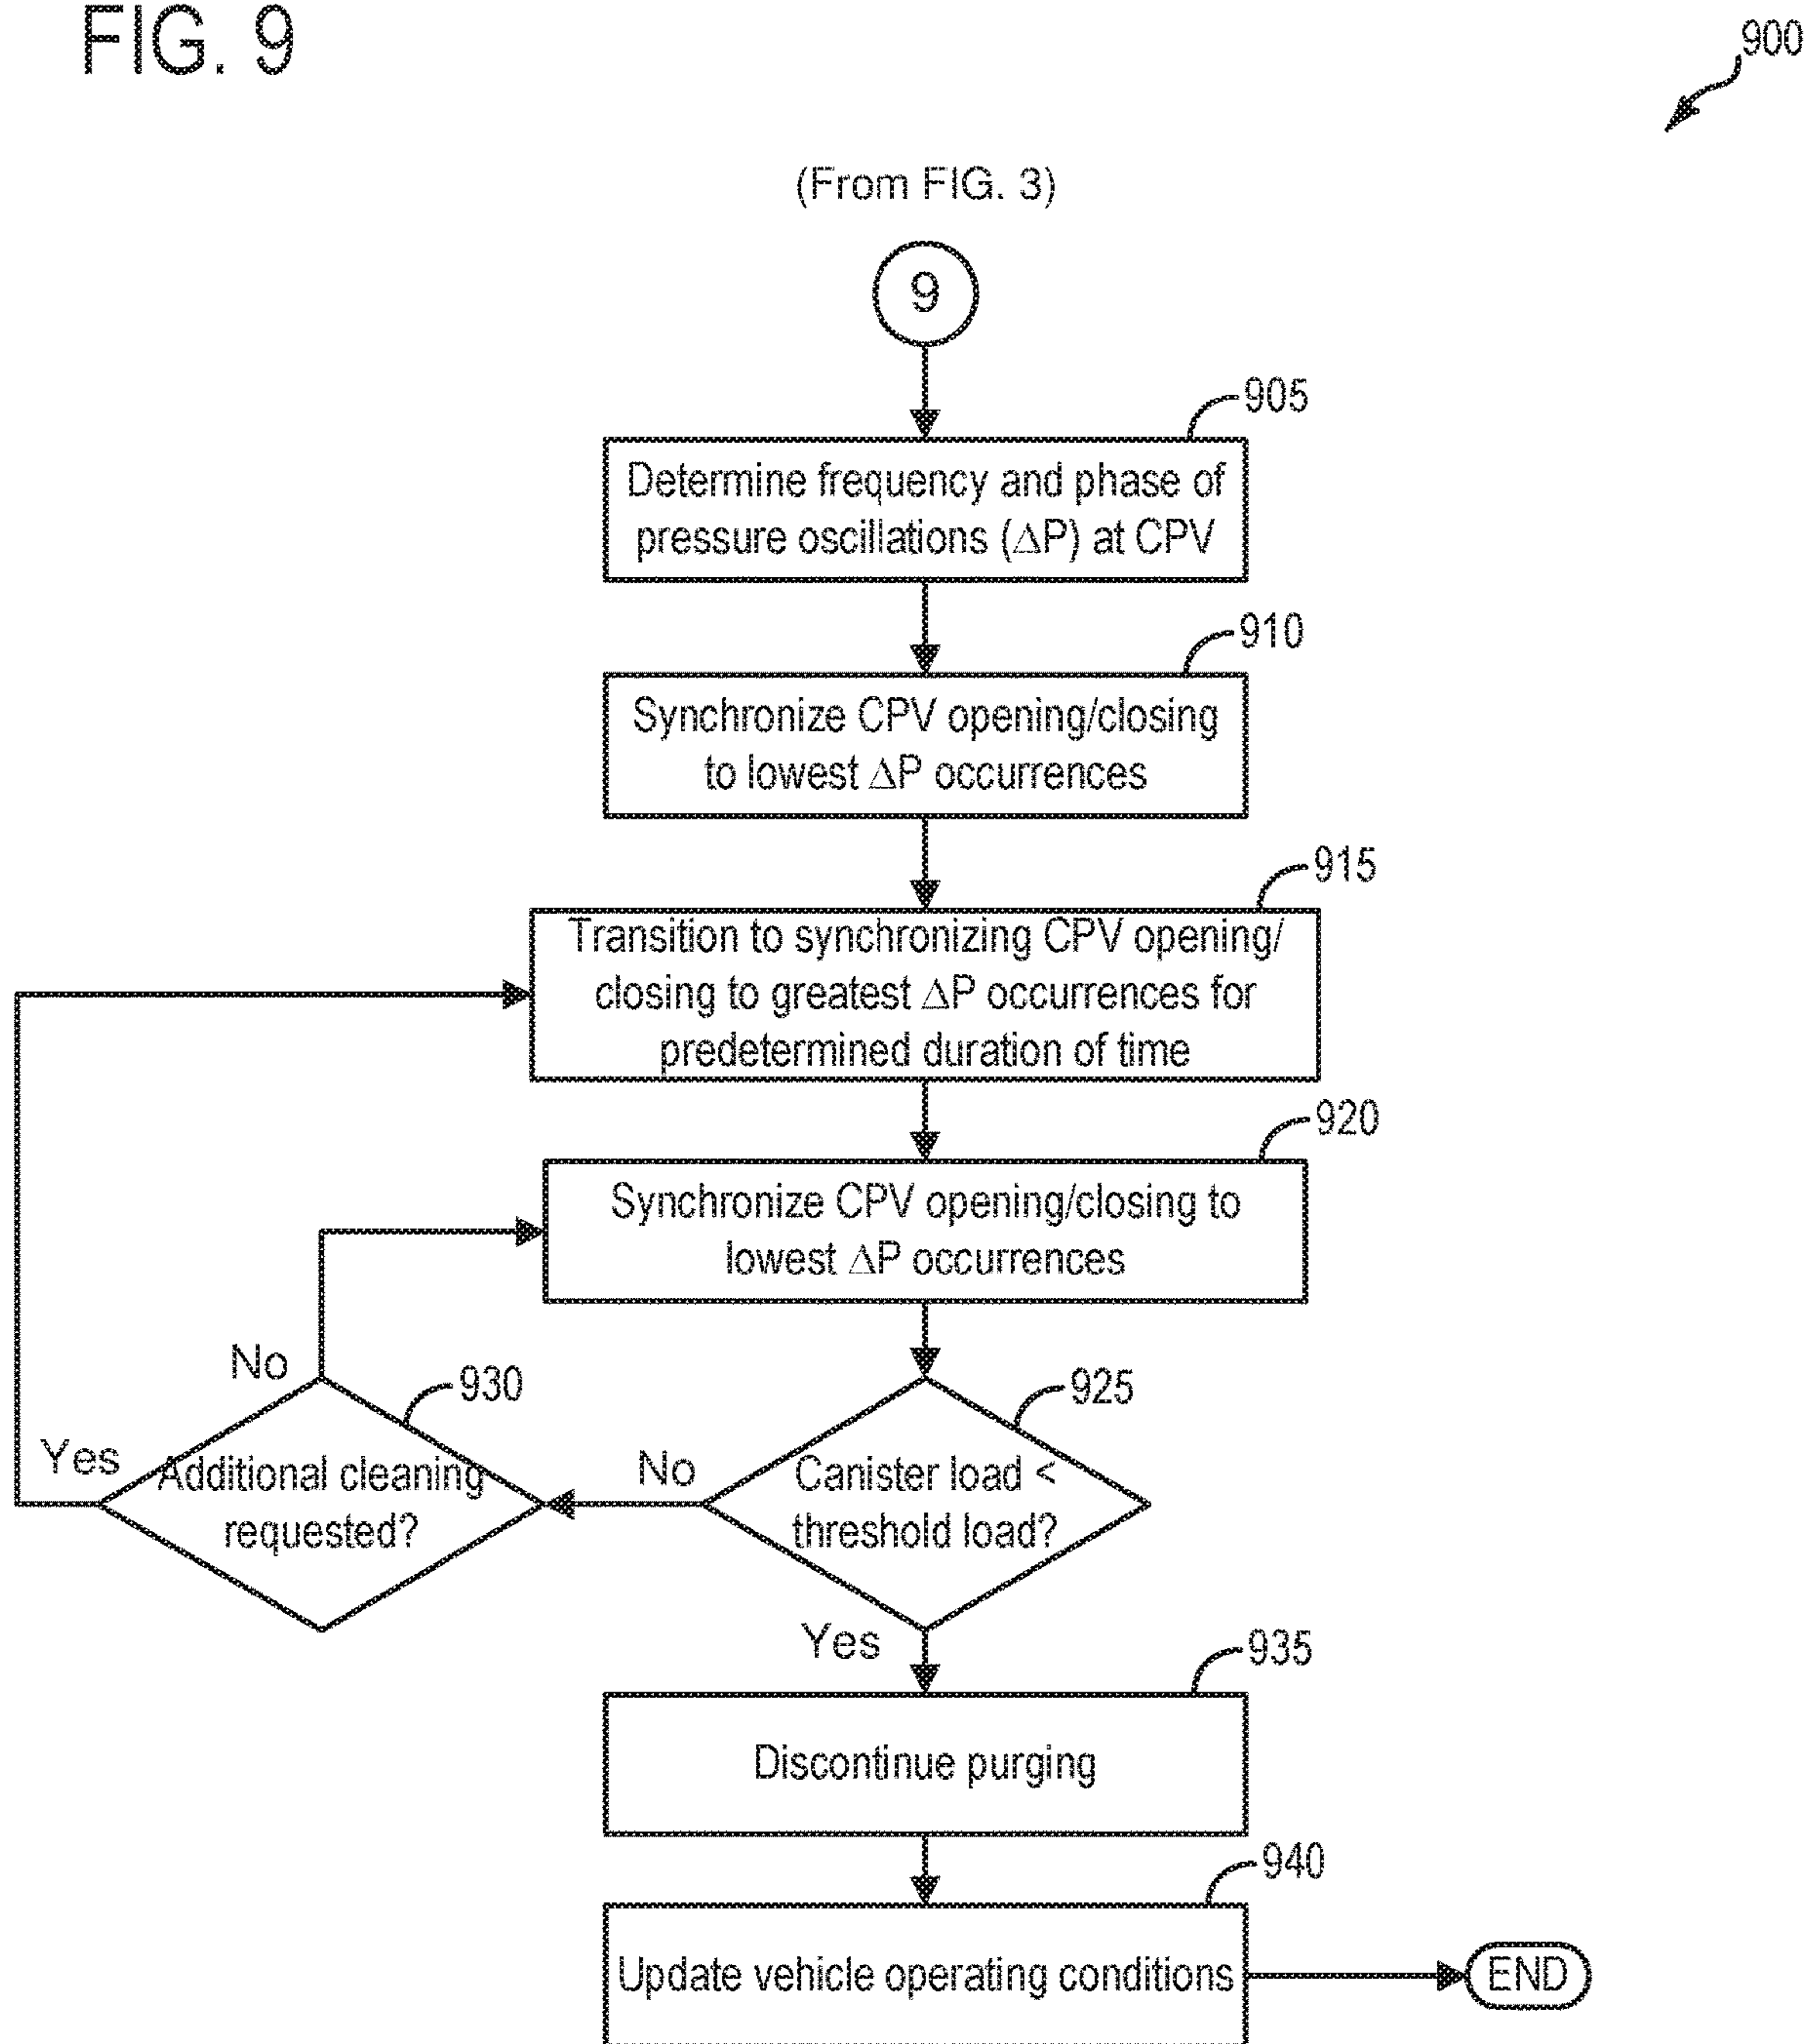 FIG. 9
900
(From FIG. 3)
9
905
Determine frequency and phase of
pressure oscillations (ΔP) at CPV
910
Synchronize CPV opening/closing
to lowest ΔP occurrences
915
Transition to synchronizing CPV opening/
closing to greatest ΔP occurrences for
predetermined duration of time
920
Synchronize CPV opening/closing to
lowest ΔP occurrences
No
930
925
Yes
Additional cleaning
requested?
No
Canister load <
threshold load?
Yes
935
Discontinue purging
940
Update vehicle operating conditions
END